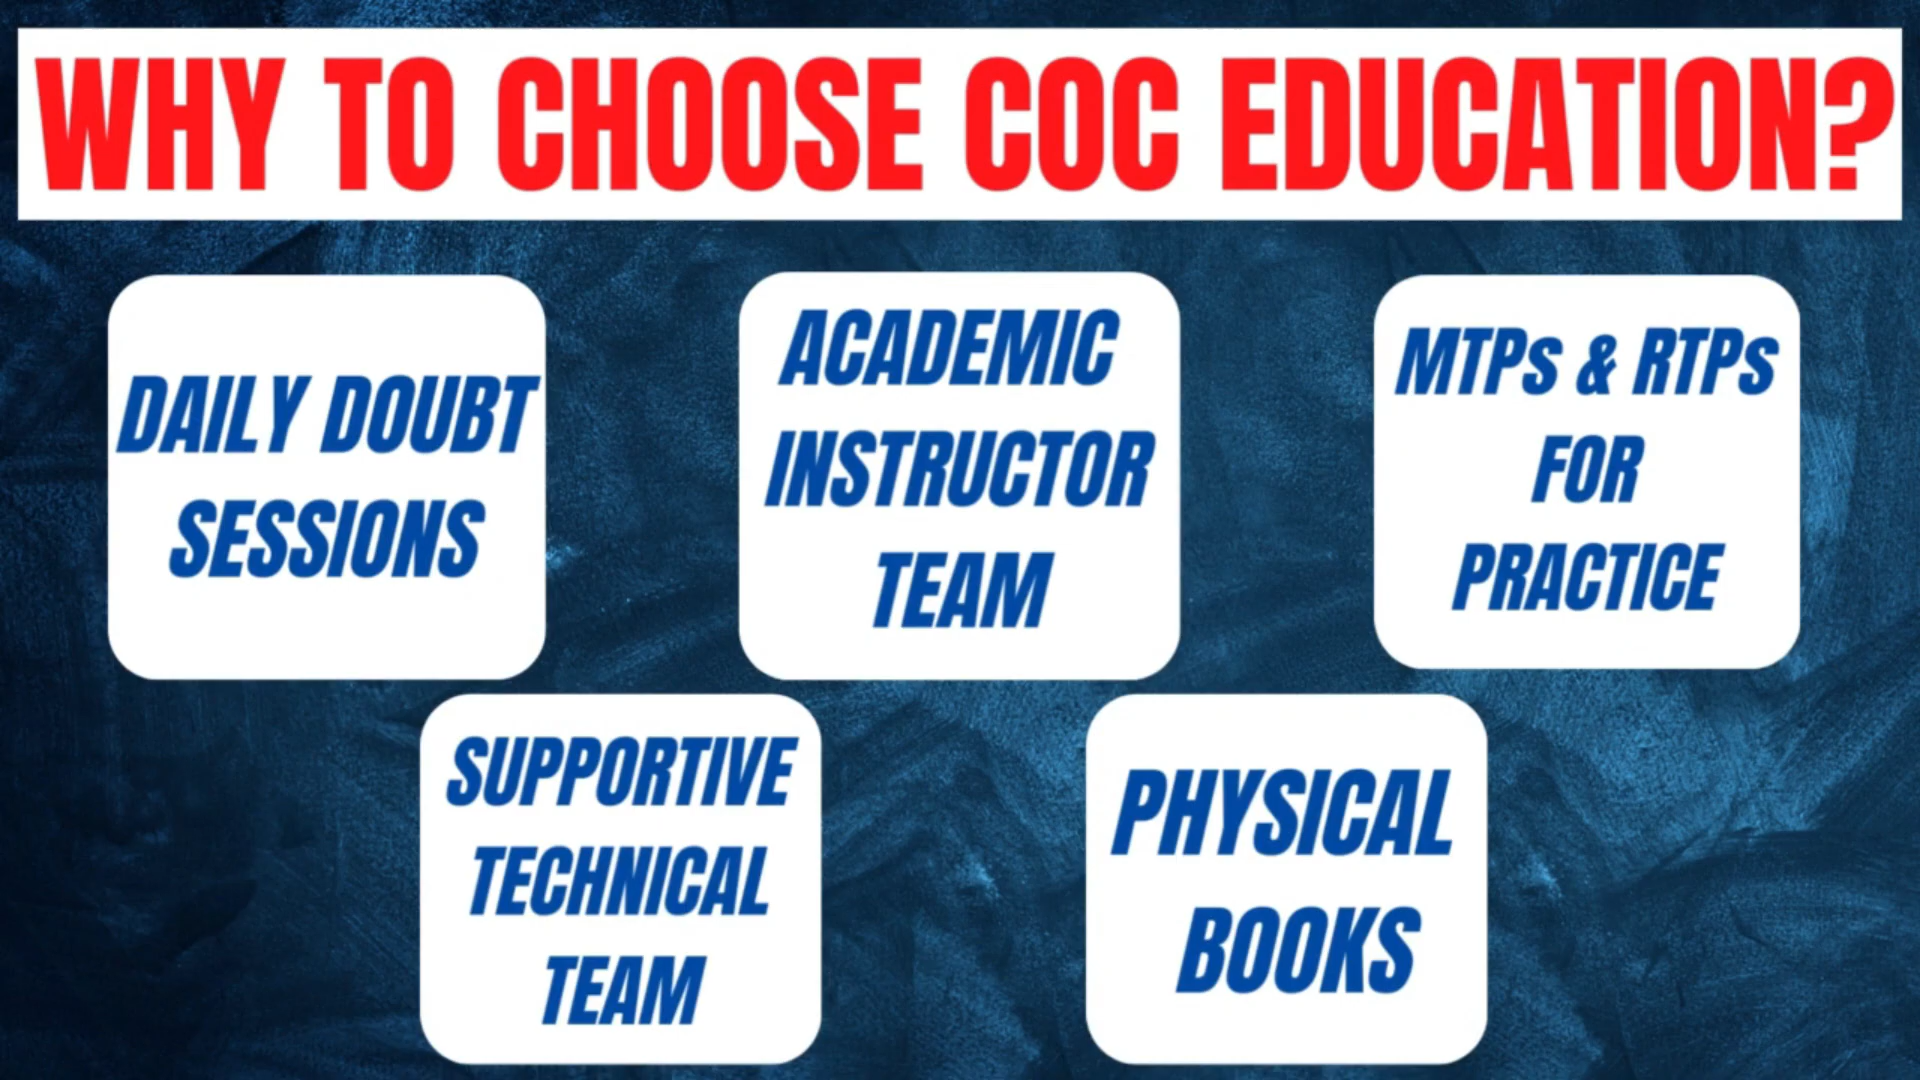 WHY TO CHOOSE COC EDUCATION?
DAILY DOUBT
SESSIONS
ACADEMIC
INSTRUCTOR
TEAM
MTPs & RTPs
FOR
PRACTICE
SUPPORTIVE
TECHNICAL
TEAM
PHYSICAL
BOOKS